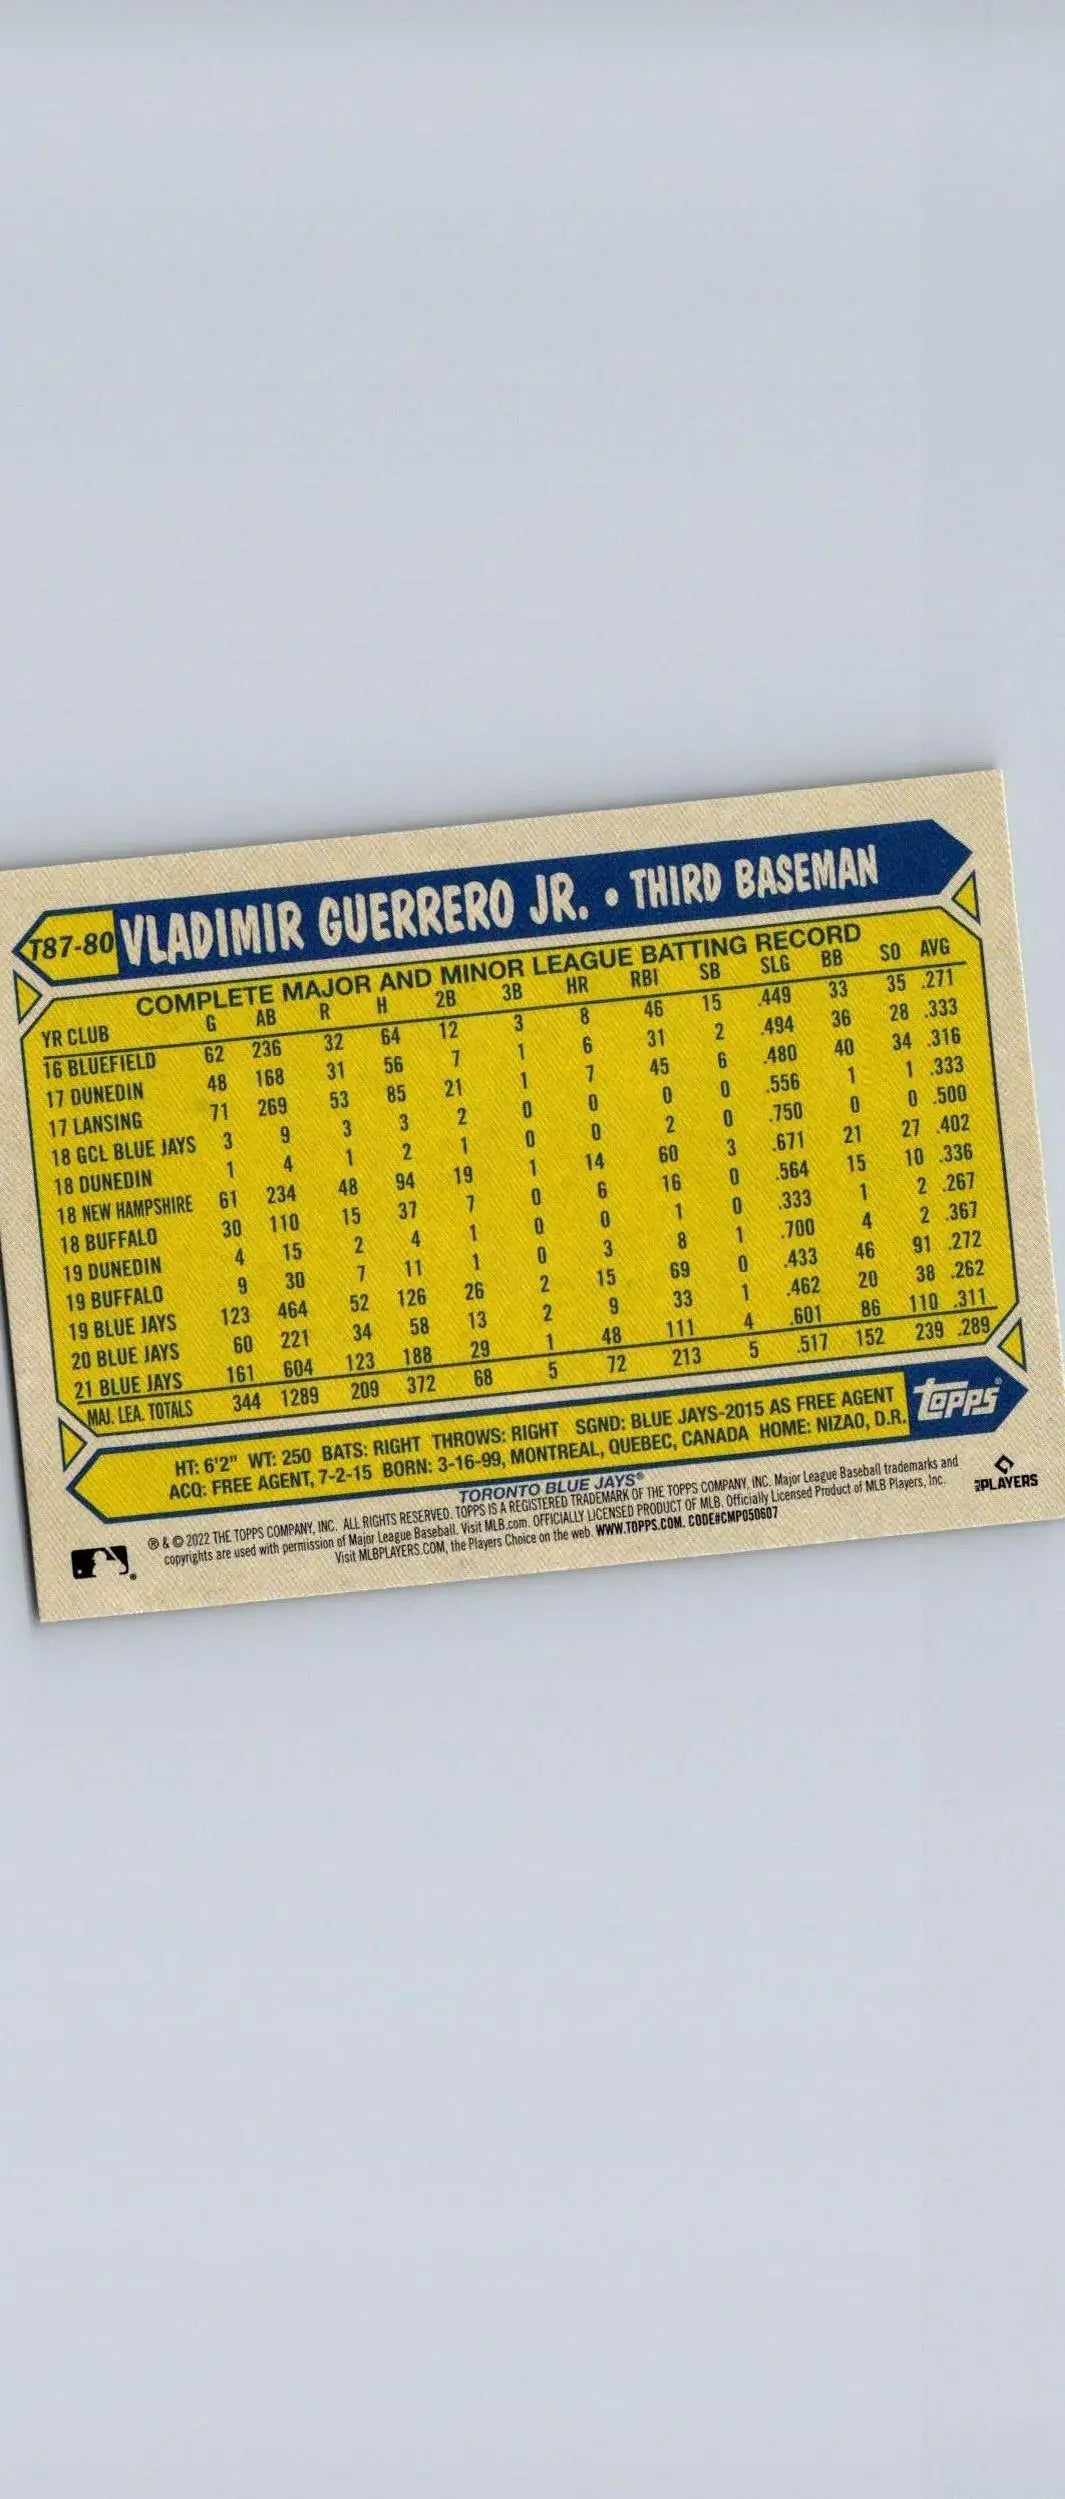 T87-80 VLADIMIR GUERRERO JR. • THIRD BASEMAN
COMPLETE MAJOR AND MINOR LEAGUE BATTING RECORD
YR CLUB G AB R H 2B 3B HR RBI SB SLG BB SO AVG
16 BLUEFIELD 62 236 32 64 12 3 8 46 15 .449 33 35 .271
17 DUNEDIN 48 168 31 56 7 1 6 31 2 .494 36 28 .333
17 LANSING 71 269 53 85 21 1 7 45 6 .480 40 34 .316
18 GCL BLUE JAYS 3 9 3 3 2 0 0 0 0 .556 1 1 .333
18 DUNEDIN 1 4 1 2 1 0 0 2 0 .750 0 0 .500
18 NEW HAMPSHIRE 61 234 48 94 19 1 14 60 3 .671 21 27 .402
18 BUFFALO 30 110 15 37 7 0 6 16 0 .564 15 10 .336
19 DUNEDIN 4 15 2 4 1 0 0 1 0 .333 1 2 .267
19 BUFFALO 9 30 7 11 1 0 3 8 1 .700 4 2 .367
19 BLUE JAYS 123 464 52 126 26 2 15 69 0 .433 46 91 .272
20 BLUE JAYS 60 221 34 58 13 2 9 33 1 .462 20 38 .262
21 BLUE JAYS 161 604 123 188 29 1 48 111 4 .601 86 110 .311
MAJ. LEA. TOTALS 344 1289 209 372 68 5 72 213 5 .517 152 239 .289
HT: 6'2" WT: 250 BATS: RIGHT THROWS: RIGHT SGND: BLUE JAYS-2015 AS FREE AGENT
ACQ: FREE AGENT, 7-2-15 BORN: 3-16-99, MONTREAL, QUEBEC, CANADA HOME: NIZAO, D.R.
topps®
TORONTO BLUE JAYS®
® & © 2022 THE TOPPS COMPANY, INC. ALL RIGHTS RESERVED. TOPPS IS A REGISTERED TRADEMARK OF THE TOPPS COMPANY, INC. Major League Baseball trademarks and
copyrights are used with permission of Major League Baseball. Visit MLB.com. OFFICIALLY LICENSED PRODUCT OF MLB. Officially Licensed Product of MLB Players, Inc.
Visit MLBPLAYERS.COM, the Players Choice on the web. WWW.TOPPS.COM. CODE#CMP050607
MLB PLAYERS